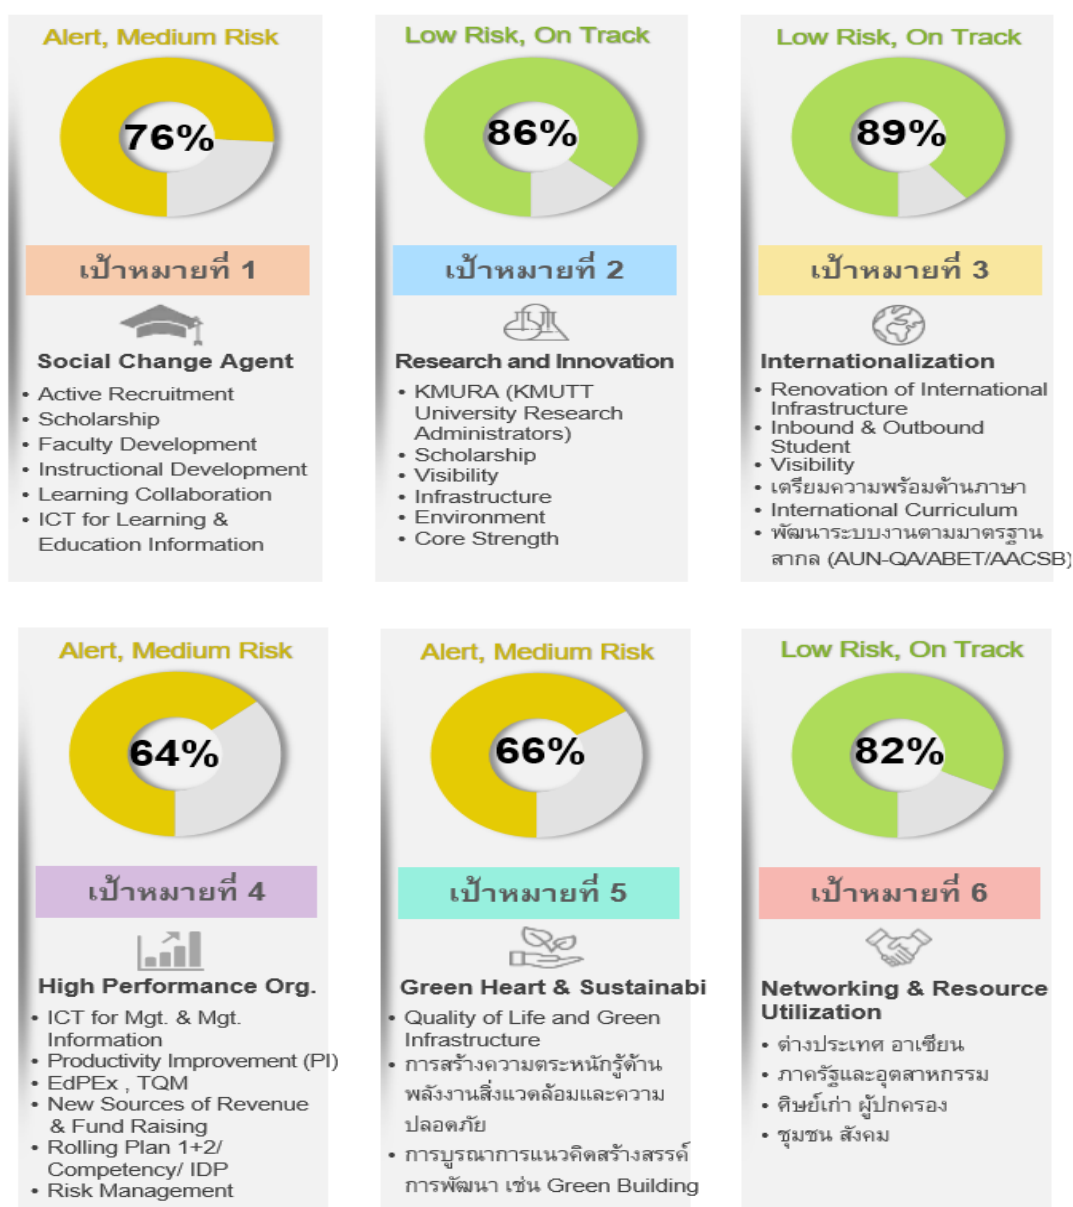 Alert, Medium Risk
76%
เป้าหมายที่ 1
Social Change Agent
• Active Recruitment
• Scholarship
• Faculty Development
• Instructional Development
• Learning Collaboration
• ICT for Learning &
Education Information
Low Risk, On Track
86%
เป้าหมายที่ 2
Research and Innovation
• KMURA (KMUTT
University Research
Administrators)
• Scholarship
• Visibility
• Infrastructure
• Environment
• Core Strength
Low Risk, On Track
89%
เป้าหมายที่ 3
Internationalization
• Renovation of International
Infrastructure
• Inbound & Outbound
Student
• Visibility
• เตรียมความพร้อมด้านภาษา
• International Curriculum
• พัฒนาระบบงานตามมาตรฐาน
สากล (AUN-QA/ABET/AACSB)
Alert, Medium Risk
64%
เป้าหมายที่ 4
High Performance Org.
• ICT for Mgt. & Mgt.
Information
• Productivity Improvement (PI)
• EdPEx , TQM
• New Sources of Revenue
& Fund Raising
• Rolling Plan 1+2/
Competency/ IDP
• Risk Management
Alert, Medium Risk
66%
เป้าหมายที่ 5
Green Heart & Sustainabi
• Quality of Life and Green
Infrastructure
• การสร้างความตระหนักรู้ด้าน
พลังงานสิ่งแวดล้อมและความ
ปลอดภัย
• การบูรณาการแนวคิดสร้างสรรค์
การพัฒนา เช่น Green Building
Low Risk, On Track
82%
เป้าหมายที่ 6
Networking & Resource
Utilization
• ต่างประเทศ อาเซียน
• ภาครัฐและอุตสาหกรรม
• ศิษย์เก่า ผู้ปกครอง
• ชุมชน สังคม